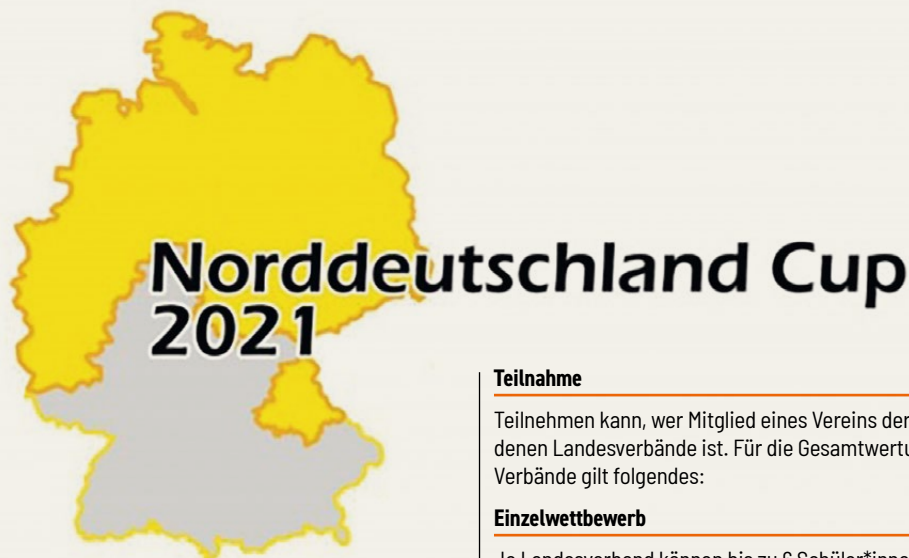 Norddeutschland Cup
2021
Teilnahme
Teilnehmen kann, wer Mitglied eines Vereins der
denen Landesverbände ist. Für die Gesamtwertu
Verbände gilt folgendes:
Einzelwettbewerb